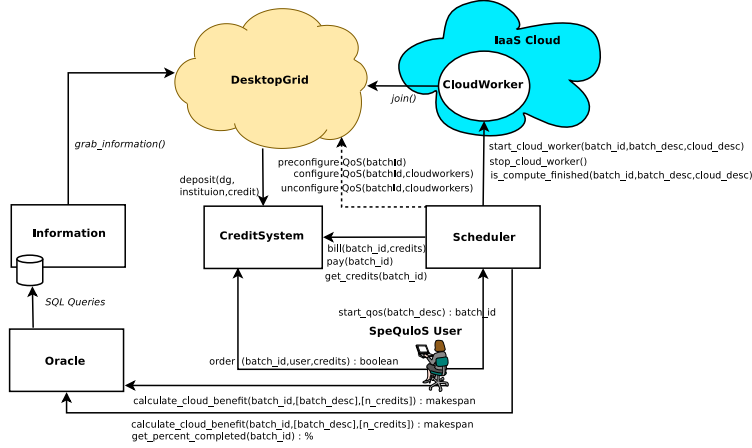 IaaS Cloud
DesktopGrid
CloudWorker
join()
grab_information()
start_cloud_worker(batch_id,batch_desc,cloud_desc)
stop_cloud_worker()
is_compute_finished(batch_id,batch_desc,cloud_desc)
preconfigure QoS(batchId)
configure QoS(batchId,cloudworkers)
unconfigure QoS(batchId,cloudworkers)
deposit(dg,
instituion,credit)
Information
CreditSystem
Scheduler
bill(batch_id,credits)
pay(batch_id)
get_credits(batch_id)
SQL Queries
start_qos(batch_desc) : batch_id
SpeQuloS User
Oracle
order (batch_id,user,credits) : boolean
calculate_cloud_benefit(batch_id,[batch_desc],[n_credits]) : makespan
calculate_cloud_benefit(batch_id,[batch_desc],[n_credits]) : makespan
get_percent_completed(batch_id) : %